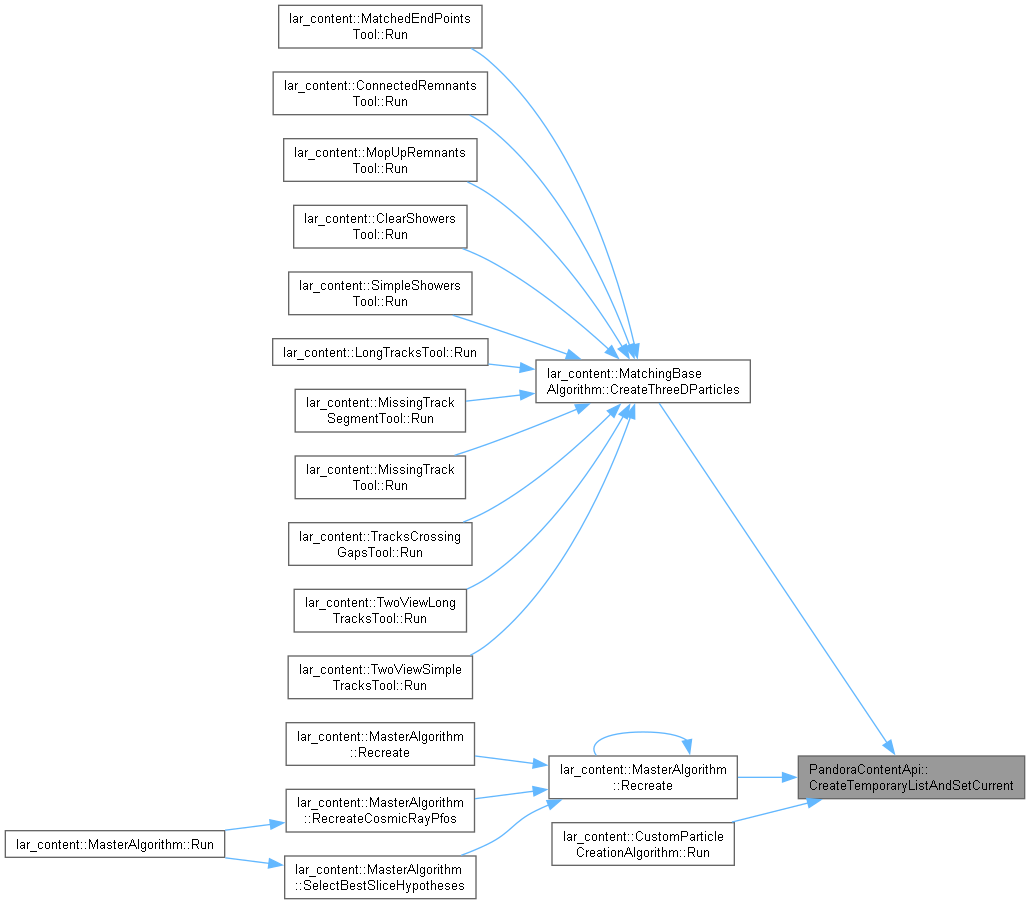 lar_content::MatchedEndPoints
Tool::Run
lar_content::ConnectedRemnants
Tool::Run
lar_content::MopUpRemnants
Tool::Run
lar_content::ClearShowers
Tool::Run
lar_content::SimpleShowers
Tool::Run
lar_content::LongTracksTool::Run
lar_content::MatchingBase
Algorithm::CreateThreeDParticles
lar_content::MissingTrack
SegmentTool::Run
lar_content::MissingTrack
Tool::Run
lar_content::TracksCrossing
GapsTool::Run
lar_content::TwoViewLong
TracksTool::Run
lar_content::TwoViewSimple
TracksTool::Run
lar_content::MasterAlgorithm
::Recreate
lar_content::MasterAlgorithm
::Recreate
PandoraContentApi::
CreateTemporaryListAndSetCurrent
lar_content::MasterAlgorithm
::RecreateCosmicRayPfos
lar_content::CustomParticle
CreationAlgorithm::Run
lar_content::MasterAlgorithm::Run
lar_content::MasterAlgorithm
::SelectBestSliceHypotheses